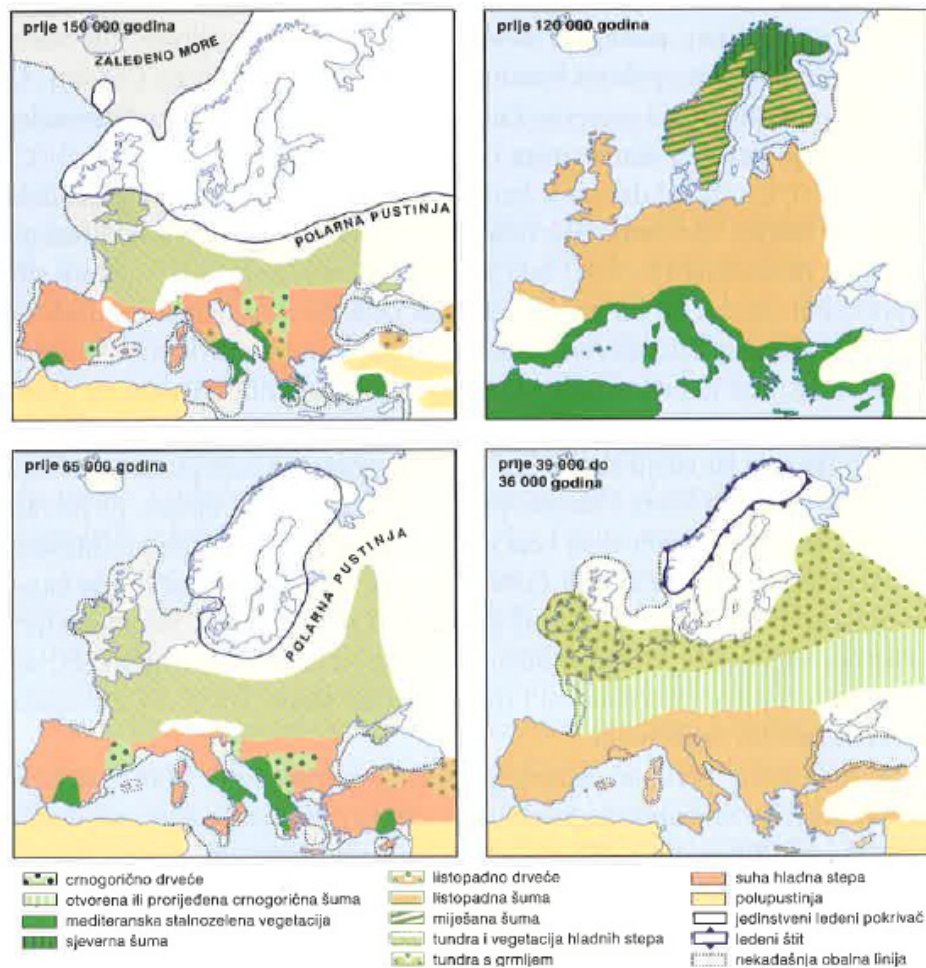 prije 150 000 godina
ZALEĐENO MORE
POLARNA PUSTINJA
prije 120 000 godina
prije 65 000 godina
POLARNA PUSTINJA
prije 39 000 do
36 000 godina
crnogorično drveće
otvorena ili prorijeđena crnogorična šuma
mediteranska stalnozelena vegetacija
sjeverna šuma
listopadno drveće
listopadna šuma
miješana šuma
tundra i vegetacija hladnih stepa
tundra s grmljem
suha hladna stepa
polupustinja
jedinstveni ledeni pokrivač
ledeni štit
nekadašnja obalna linija